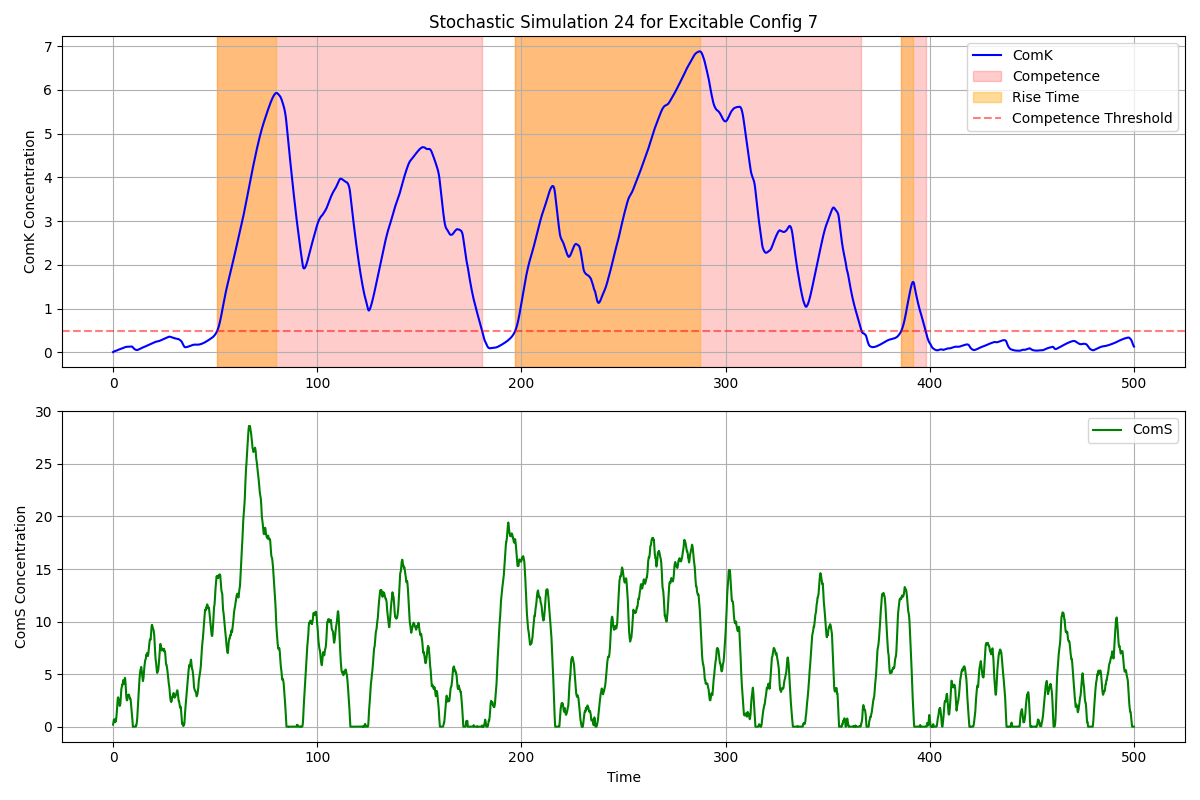 Stochastic Simulation 24 for Excitable Config 7
ComK Concentration
7
6
5
4
3
2
1
0
ComK
Competence
Rise Time
Competence Threshold
0 100 200 300 400 500
ComS Concentration
30
25
20
15
10
5
0
ComS
0 100 200 300 400 500
Time